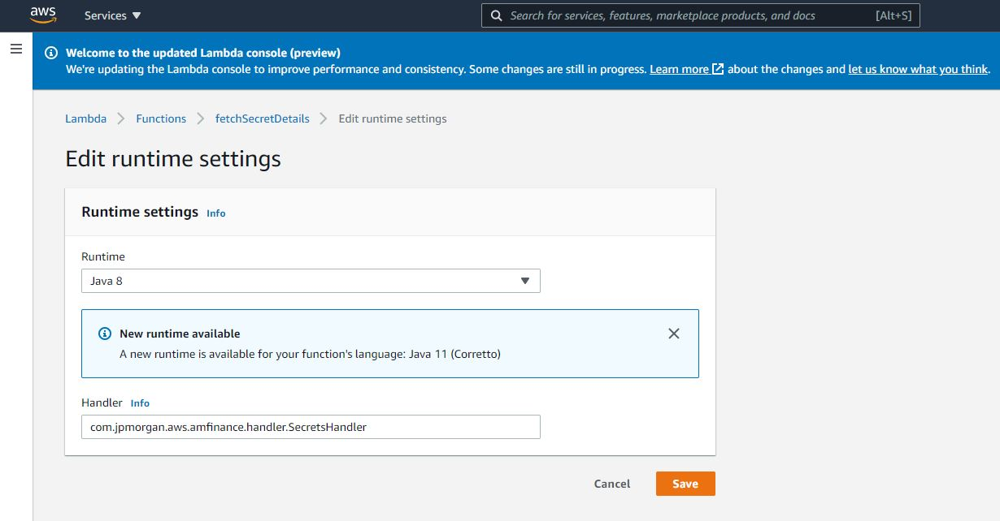 aws Services Search for services, features, marketplace products, and docs [Alt+S]
Welcome to the updated Lambda console (preview)
We're updating the Lambda console to improve performance and consistency. Some changes are still in progress. Learn more about the changes and let us know what you think.
Lambda Functions fetchSecretDetails Edit runtime settings
Edit runtime settings
Runtime settings Info
Runtime
Java 8
New runtime available
A new runtime is available for your function's language: Java 11 (Corretto)
Handler Info
com.jpmorgan.aws.amfinance.handler.SecretsHandler
Cancel Save